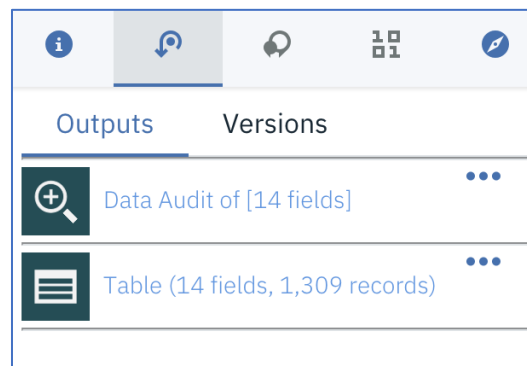 Outputs Versions
Data Audit of [14 fields]
Table (14 fields, 1,309 records)